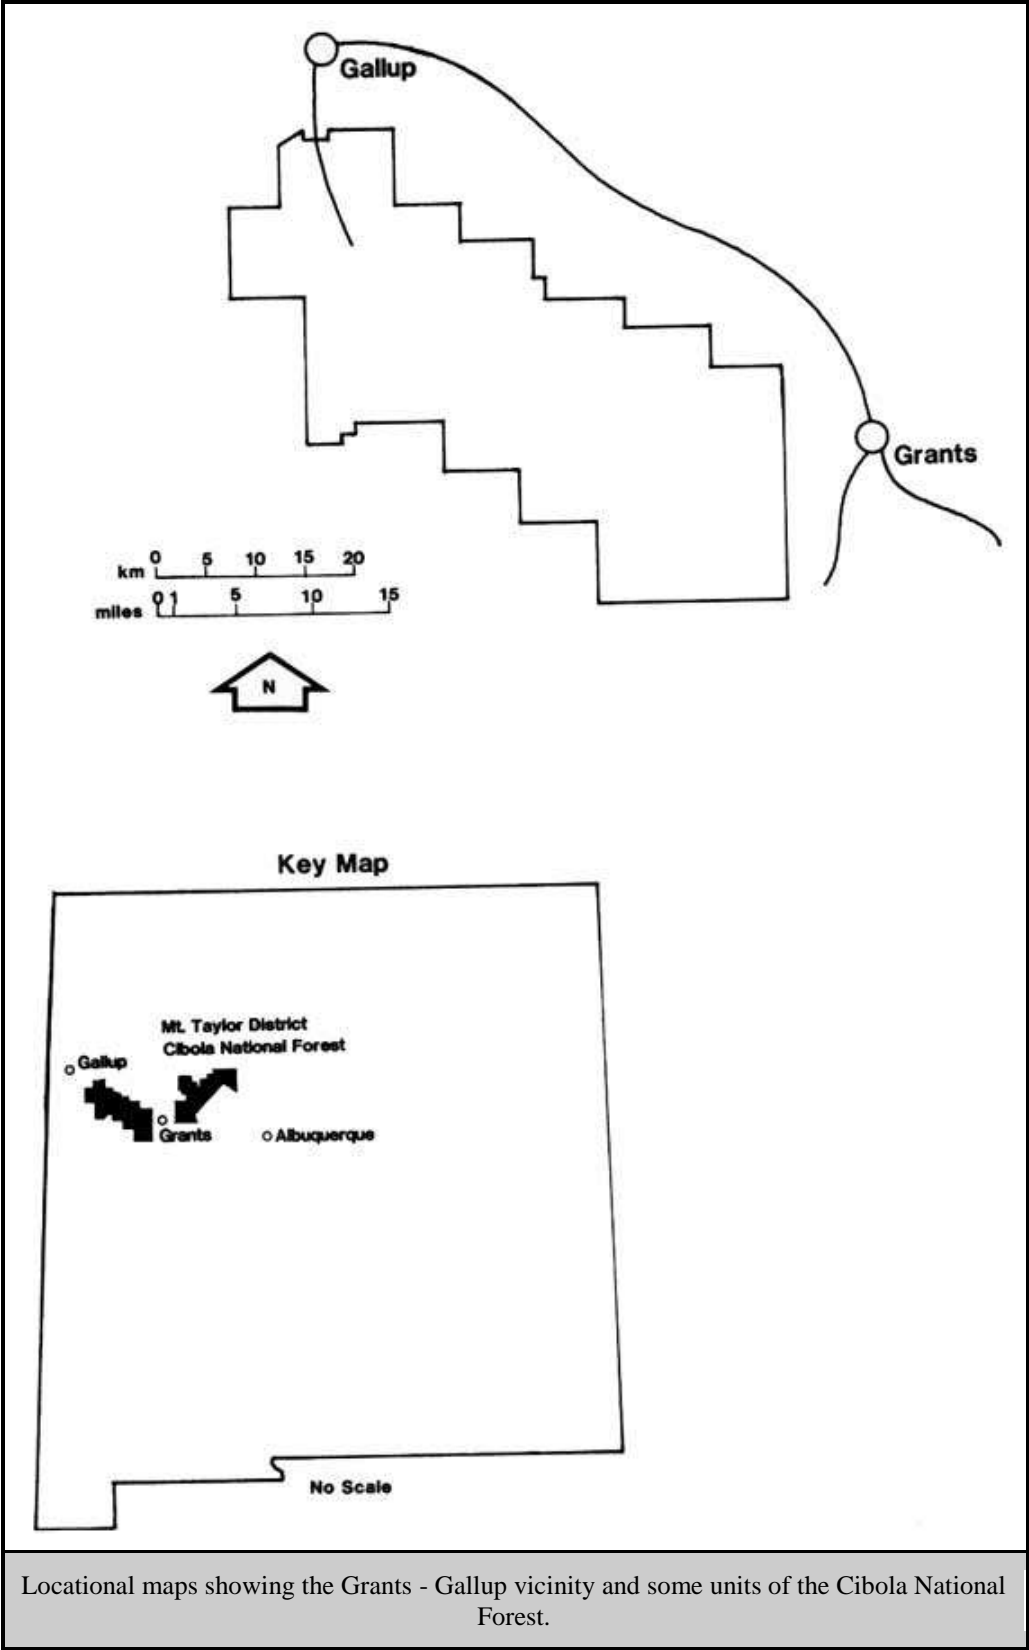 Gallup
Grants
0 5 10 15 20
km
0 1 5 10 15
miles
N
Key Map
Mt. Taylor District
Cibola National Forest
Gallup
Grants
Albuquerque
No Scale
Locational maps showing the Grants - Gallup vicinity and some units of the Cibola National
Forest.